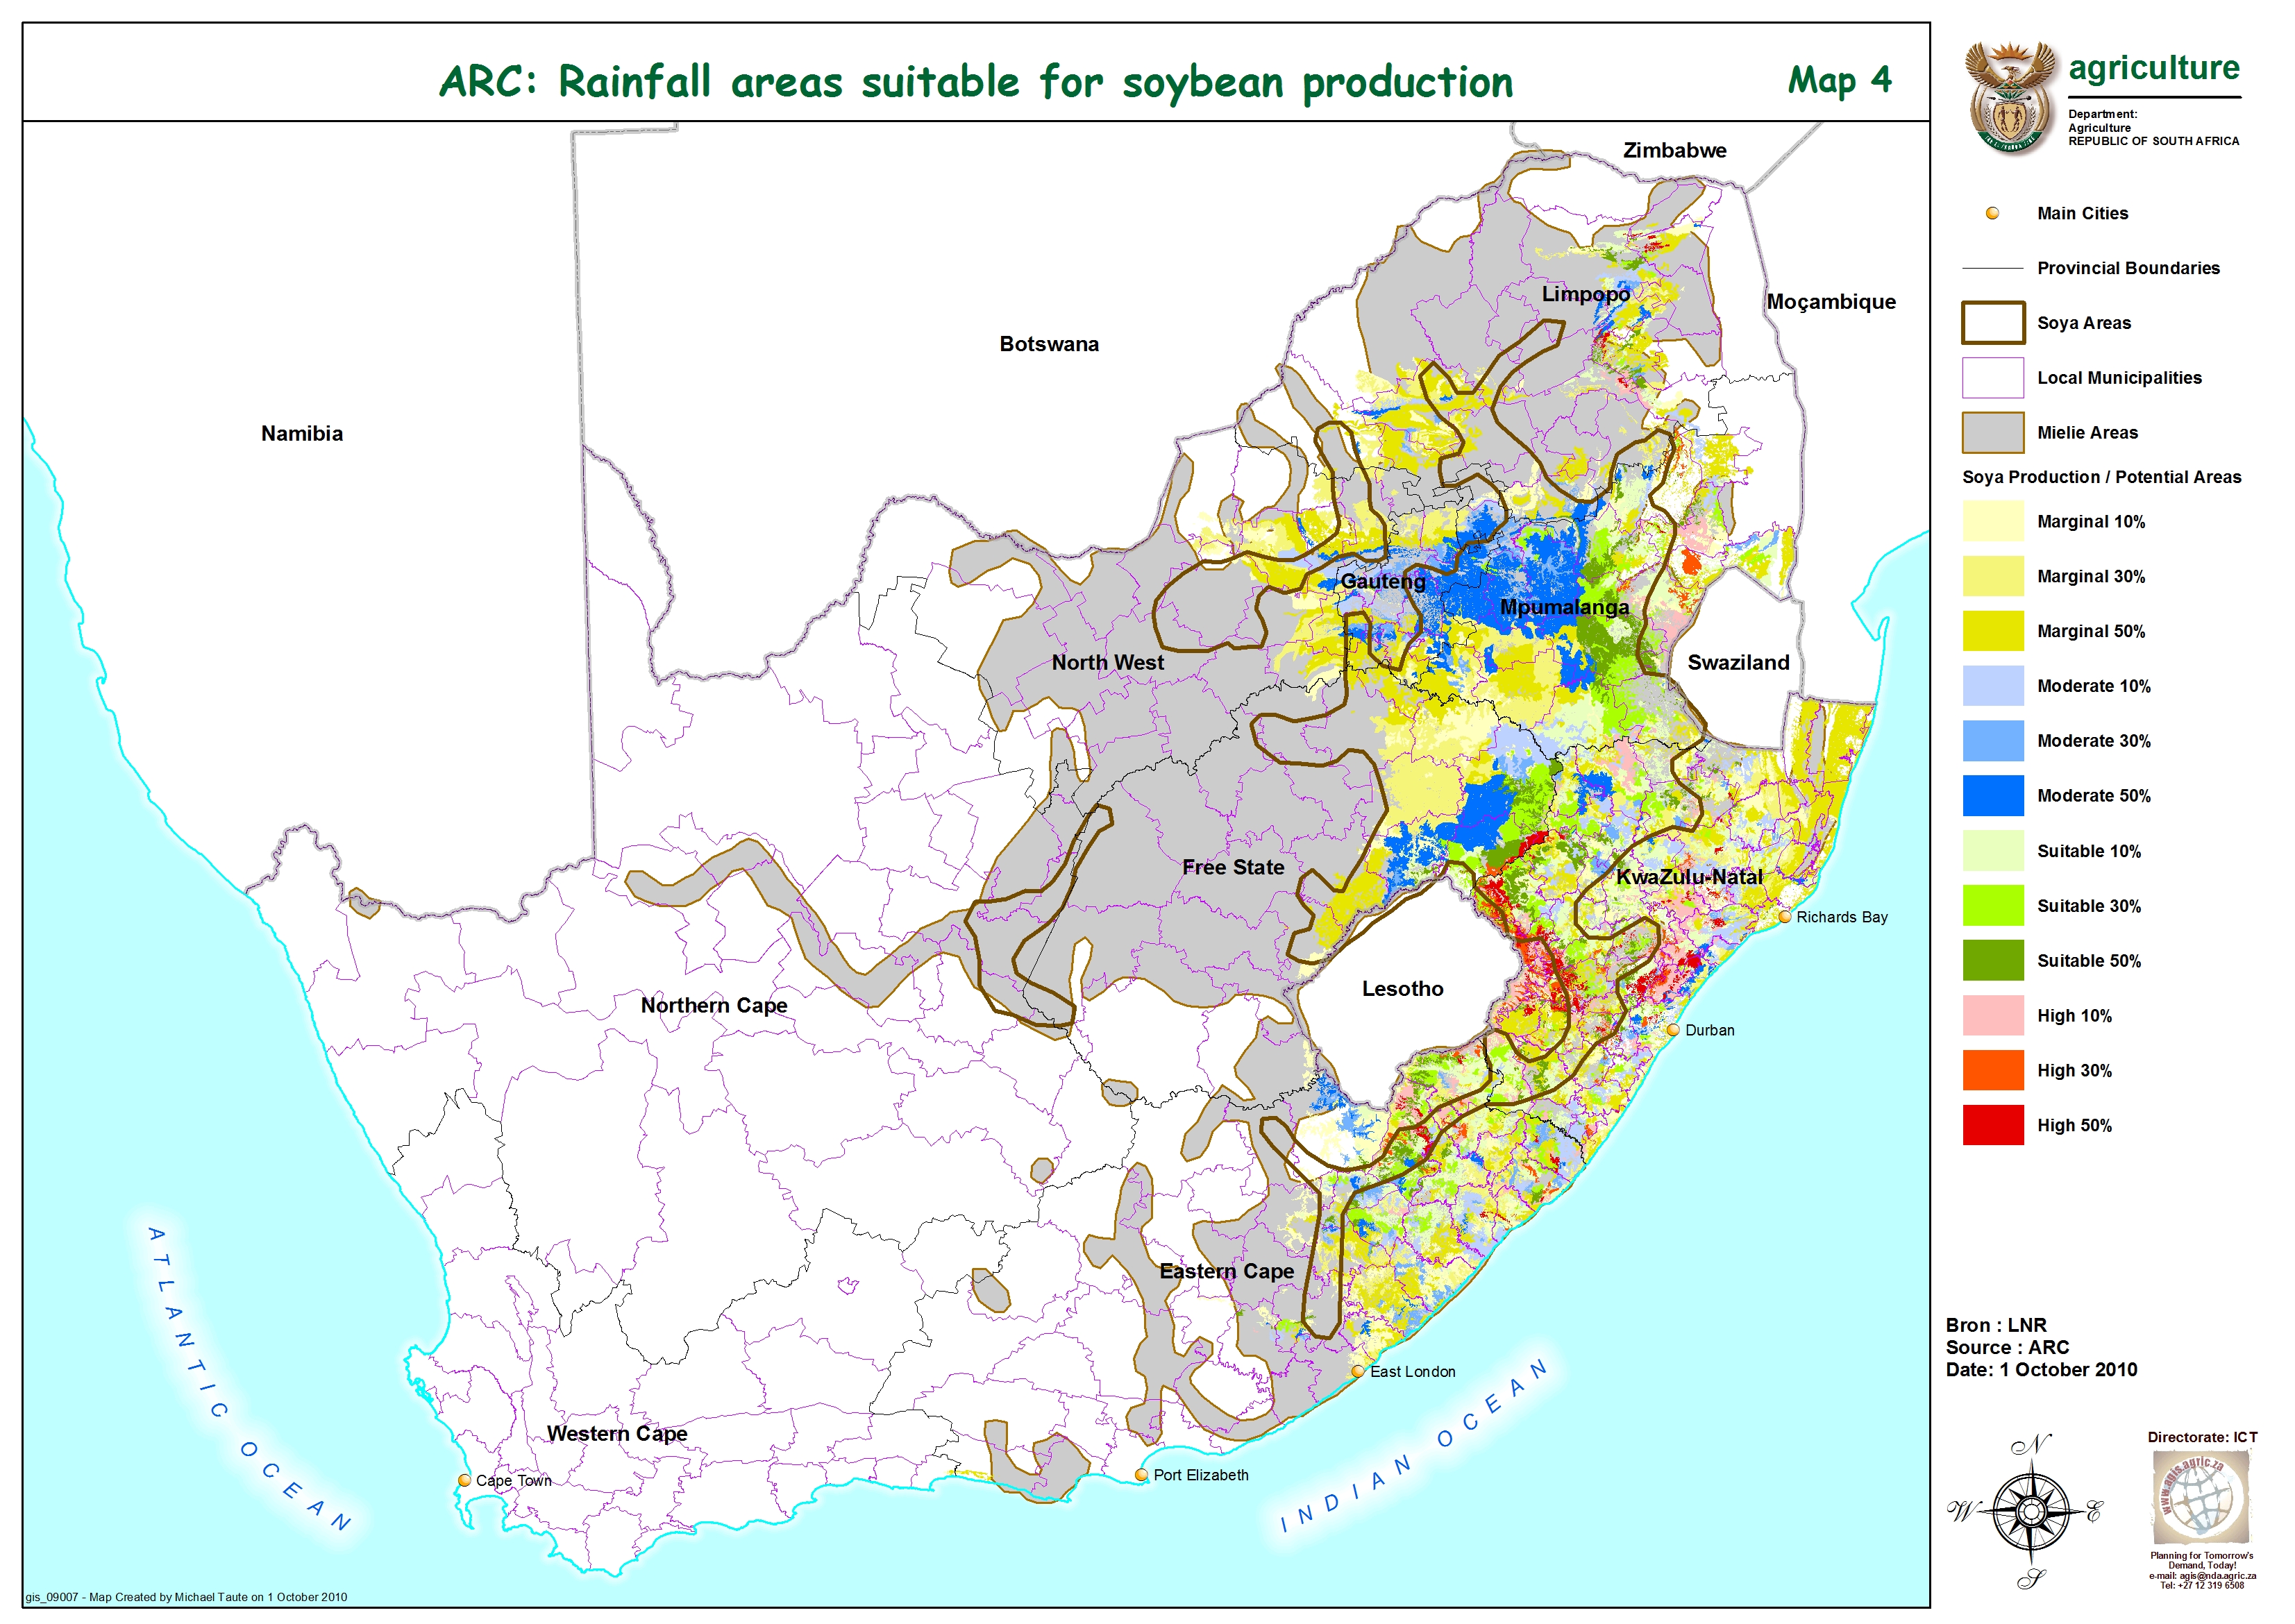 ARC: Rainfall areas suitable for soybean production
Map 4
agriculture
Department:
Agriculture
REPUBLIC OF SOUTH AFRICA
Main Cities
Provincial Boundaries
Soya Areas
Local Municipalities
Mielie Areas
Soya Production / Potential Areas
Marginal 10%
Marginal 30%
Marginal 50%
Moderate 10%
Moderate 30%
Moderate 50%
Suitable 10%
Suitable 30%
Suitable 50%
High 10%
High 30%
High 50%
Zimbabwe
Limpopo
Moçambique
Botswana
Namibia
Gauteng
Mpumalanga
North West
Swaziland
Free State
KwaZulu-Natal
Richards Bay
Lesotho
Northern Cape
Durban
Eastern Cape
East London
Western Cape
Cape Town
Port Elizabeth
ATLANTIC OCEAN
INDIAN OCEAN
Bron : LNR
Source : ARC
Date: 1 October 2010
N
W
E
S
Directorate: ICT
www.agis.agric.za
Planning for Tomorrow's
Demand, Today!
e-mail: agis@nda.agric.za
Tel: +27 12 319 6508
gis_09007 - Map Created by Michael Taute on 1 October 2010